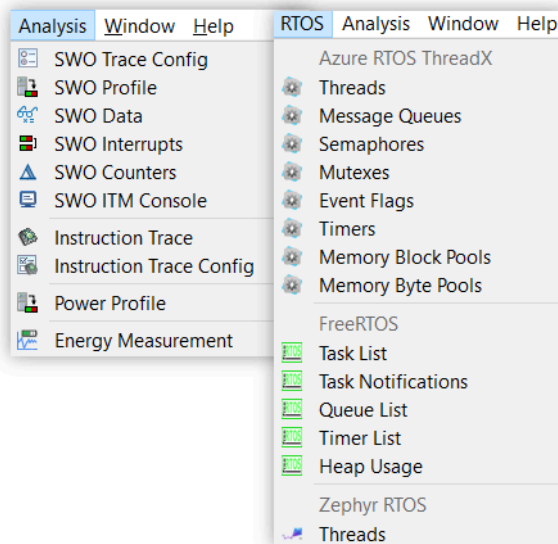 Analysis Window Help
SWO Trace Config
SWO Profile
SWO Data
SWO Interrupts
SWO Counters
SWO ITM Console
Instruction Trace
Instruction Trace Config
Power Profile
Energy Measurement
RTOS Analysis Window Help
Azure RTOS ThreadX
Threads
Message Queues
Semaphores
Mutexes
Event Flags
Timers
Memory Block Pools
Memory Byte Pools
FreeRTOS
Task List
Task Notifications
Queue List
Timer List
Heap Usage
Zephyr RTOS
Threads